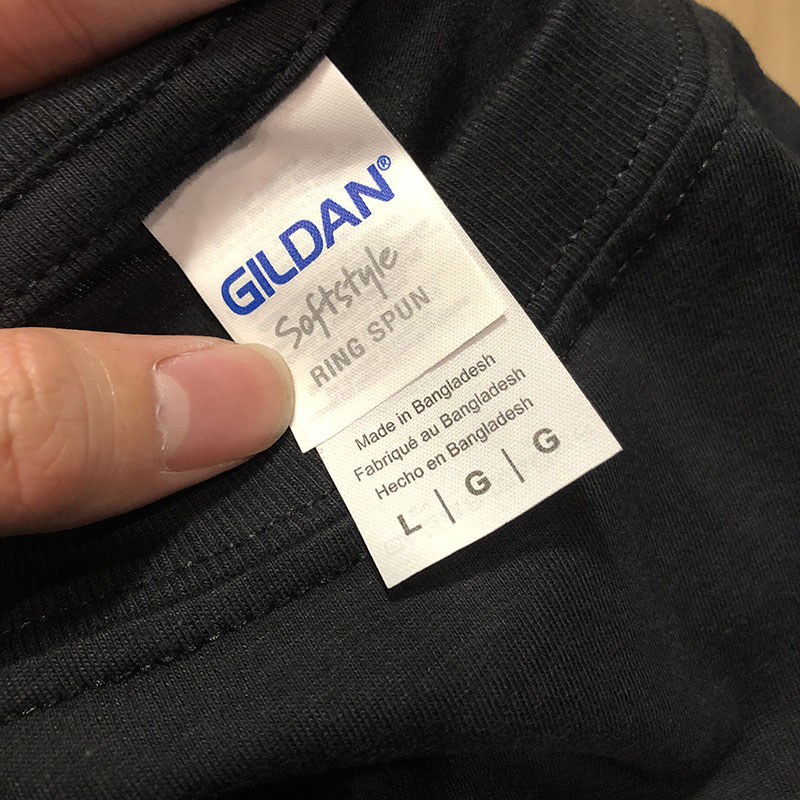 GILDAN®
Softstyle
RING SPUN
Made in Bangladesh
Fabriqué au Bangladesh
Hecho en Bangladesh
L | G | G